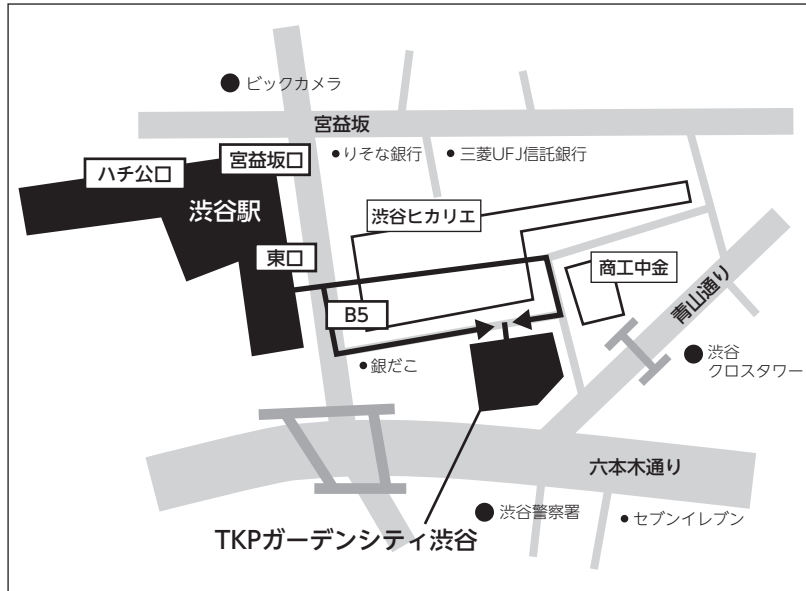 ビックカメラ
宮益坂
宮益坂口
りそな銀行
三菱UFJ信託銀行
ハチ公口
渋谷駅
渋谷ヒカリエ
東口
商工中金
B5
青山通り
銀だこ
渋谷
クロスタワー
六本木通り
渋谷警察署
セブンイレブン
TKPガーデンシティ渋谷